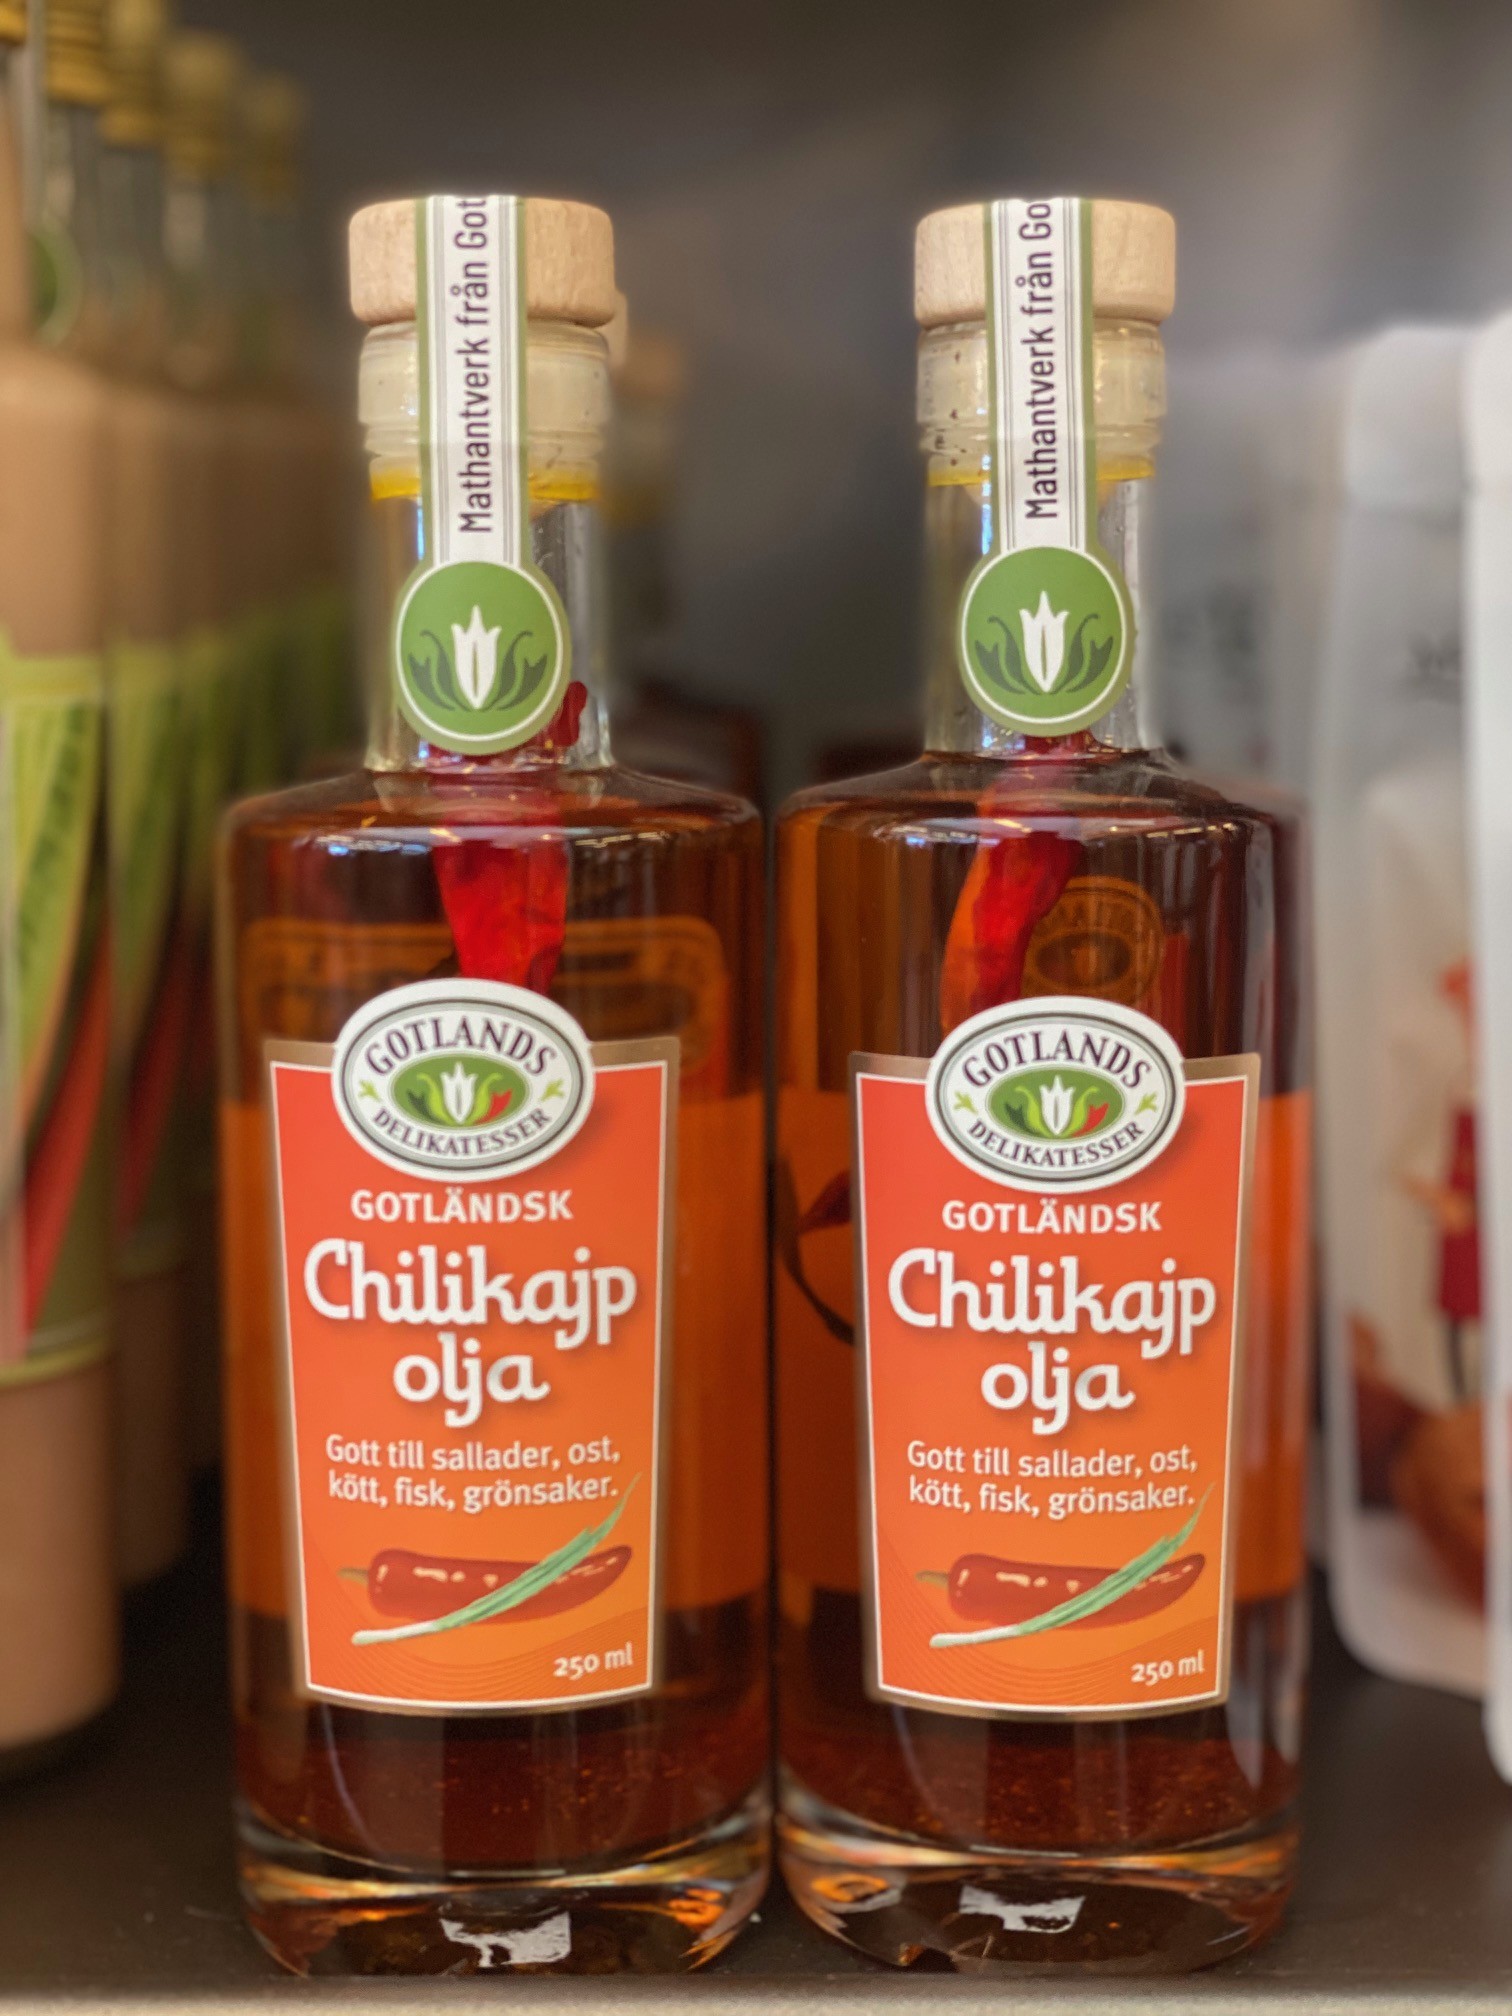 Mathantverk från Got
GOTLANDS
DELIKATESSER
GOTLÄNDSK
Chilikajp
olja
Gott till sallader, ost,
kött, fisk, grönsaker.
250 ml
Mathantverk från Go
GOTLANDS
DELIKATESSER
GOTLÄNDSK
Chilikajp
olja
Gott till sallader, ost,
kött, fisk, grönsaker.
250 ml